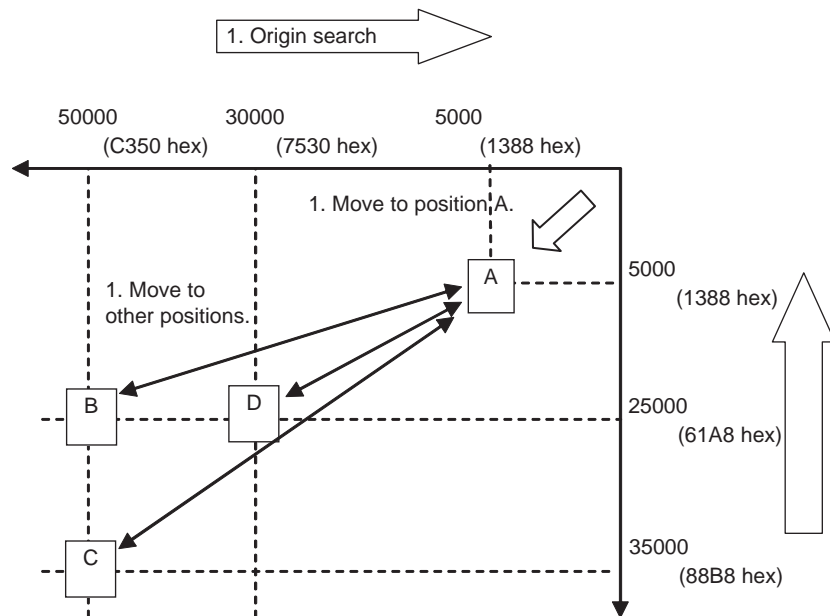 1. Origin search
50000
(C350 hex)
30000
(7530 hex)
5000
(1388 hex)
1. Move to position A.
A
5000
(1388 hex)
1. Move to
other positions.
B
D
25000
(61A8 hex)
C
35000
(88B8 hex)